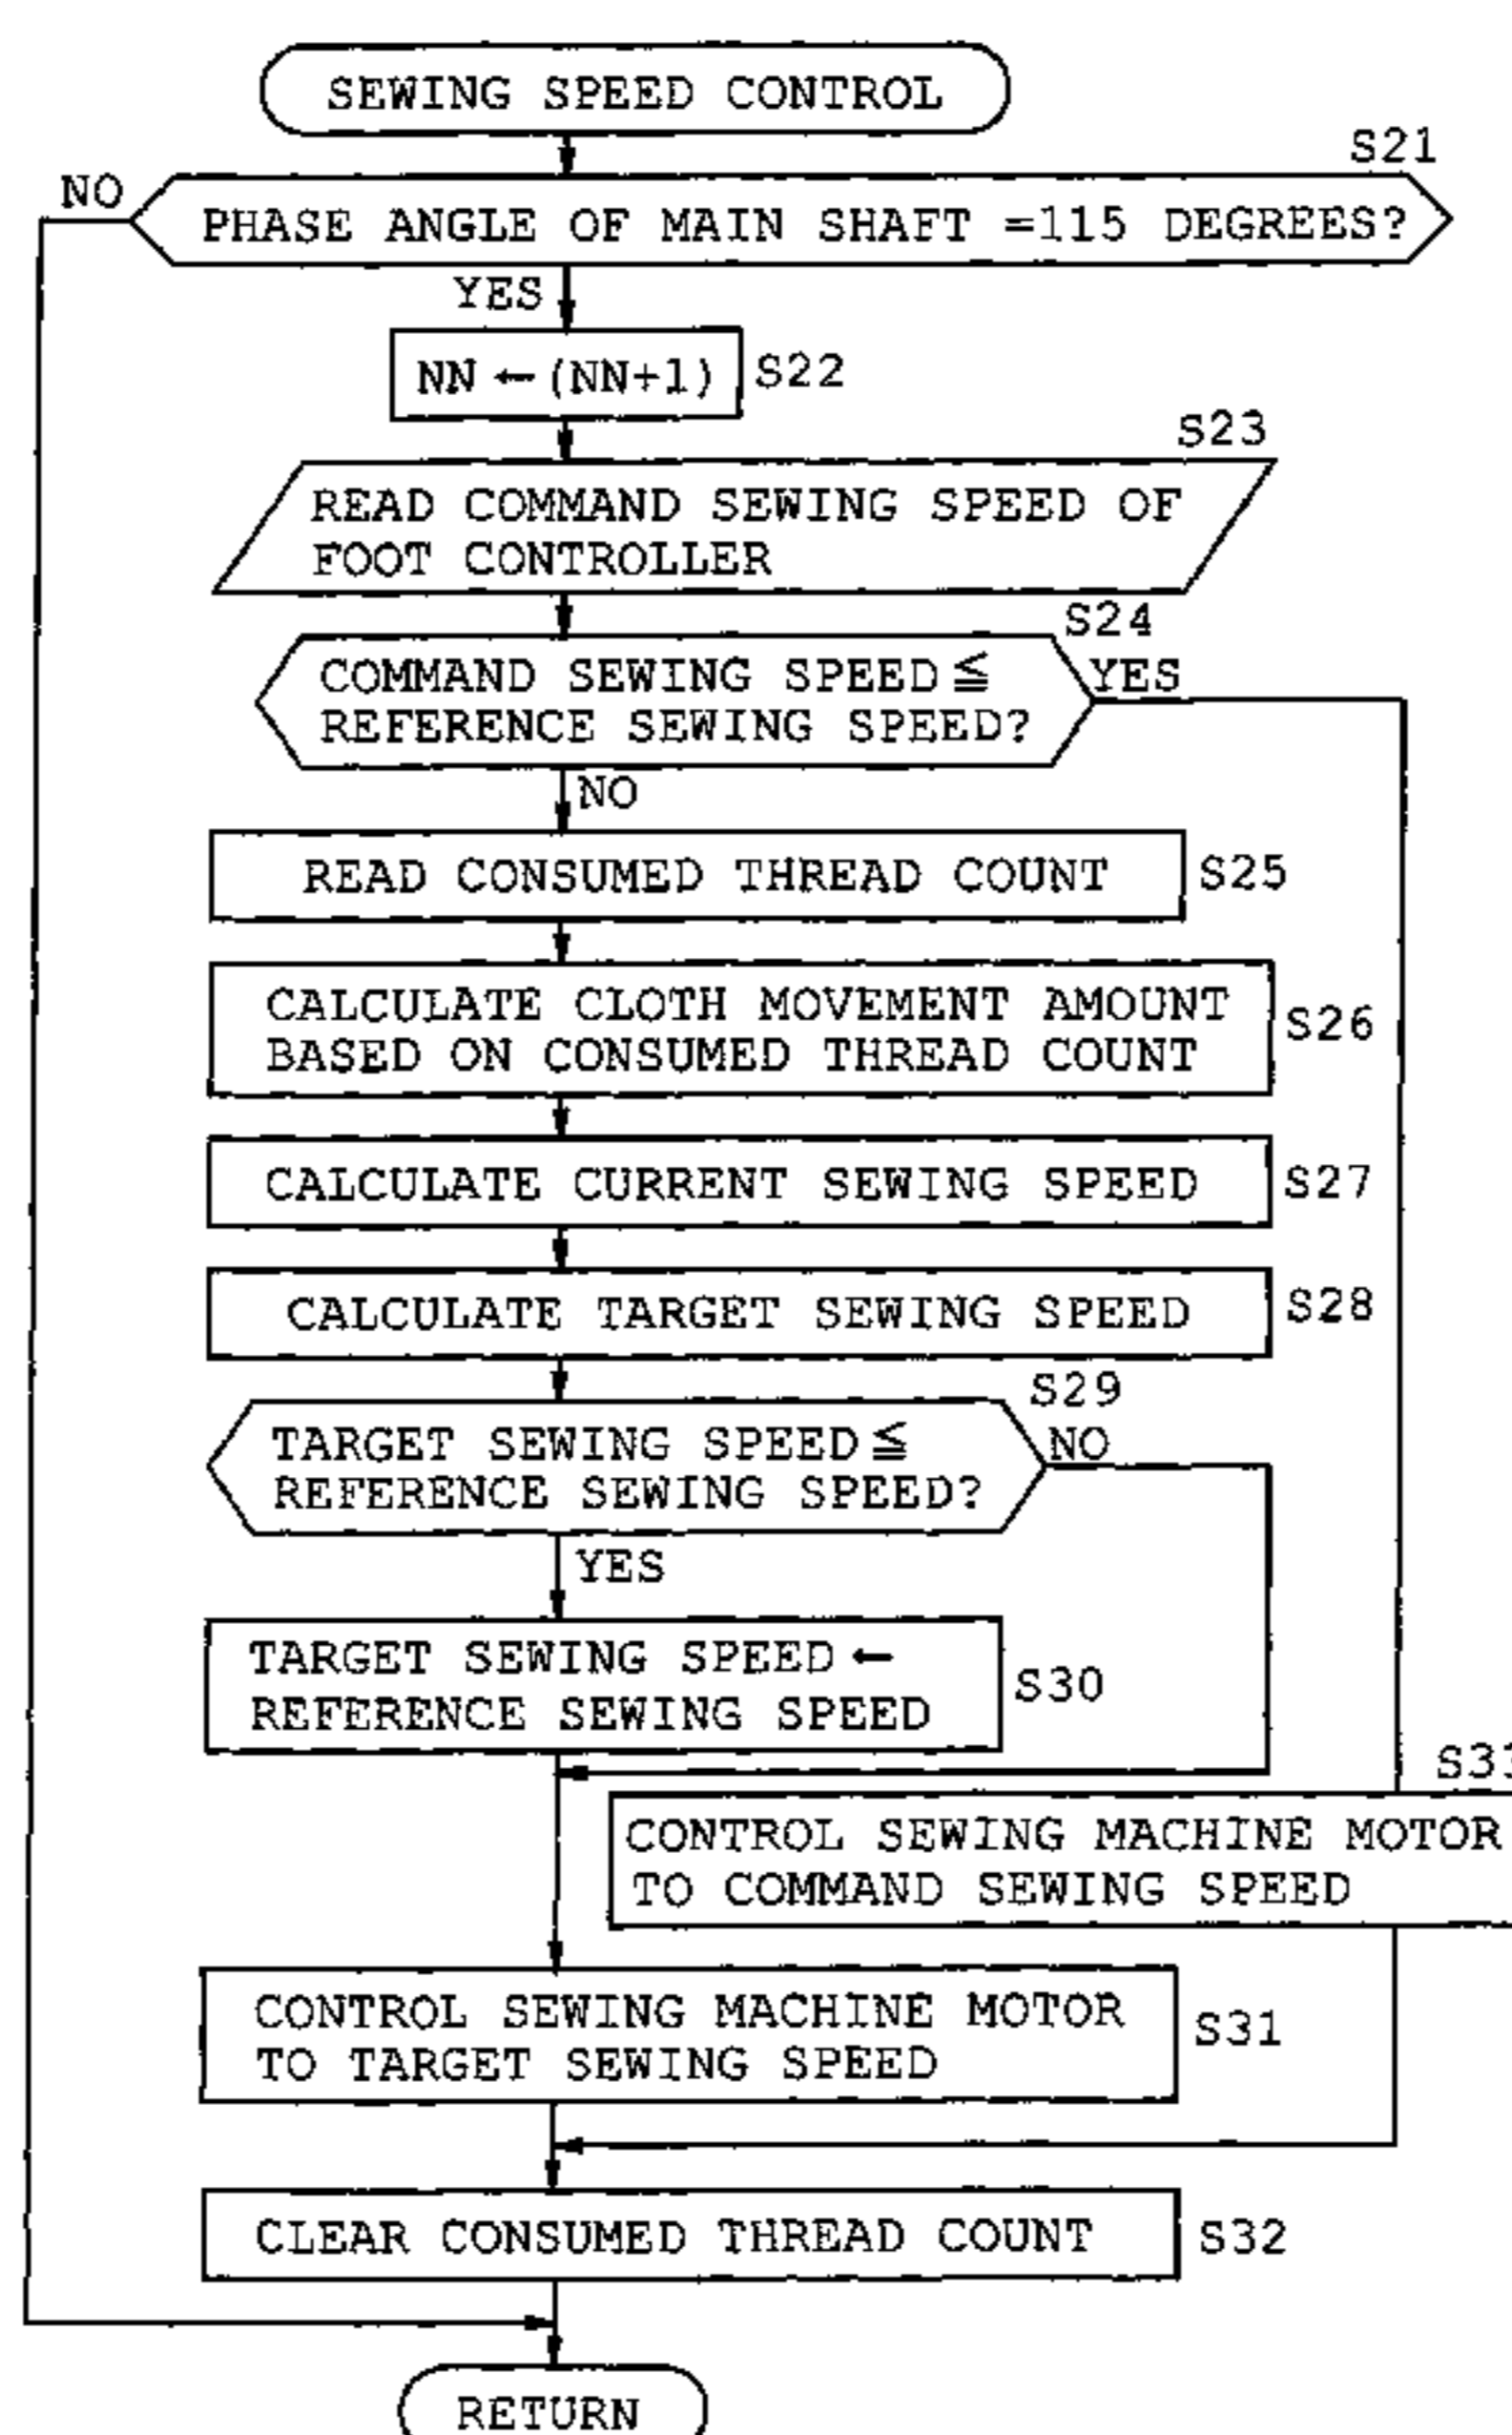 SEWING SPEED CONTROL
S21
NO
PHASE ANGLE OF MAIN SHAFT =115 DEGREES?
YES
NN ← (NN+1)
S22
S23
READ COMMAND SEWING SPEED OF
FOOT CONTROLLER
S24
COMMAND SEWING SPEED ≦
REFERENCE SEWING SPEED?
YES
NO
READ CONSUMED THREAD COUNT
S25
CALCULATE CLOTH MOVEMENT AMOUNT
BASED ON CONSUMED THREAD COUNT
S26
CALCULATE CURRENT SEWING SPEED
S27
CALCULATE TARGET SEWING SPEED
S28
S29
TARGET SEWING SPEED ≦
REFERENCE SEWING SPEED?
NO
YES
TARGET SEWING SPEED ←
REFERENCE SEWING SPEED
S30
S33
CONTROL SEWING MACHINE MOTOR
TO COMMAND SEWING SPEED
CONTROL SEWING MACHINE MOTOR
TO TARGET SEWING SPEED
S31
CLEAR CONSUMED THREAD COUNT
S32
RETURN